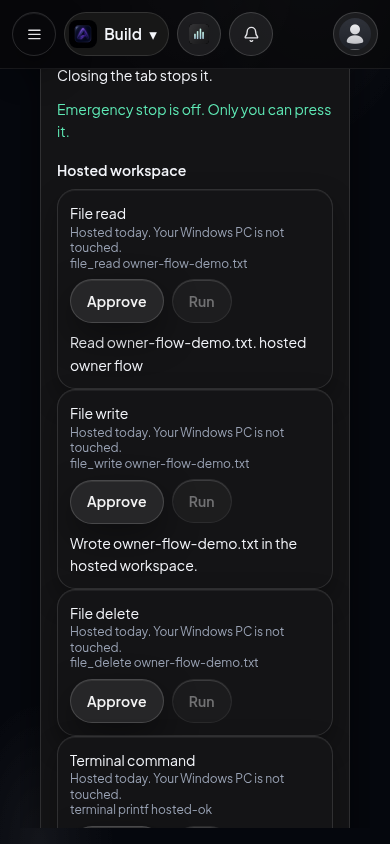 Build ▾
Closing the tab stops it.
Emergency stop is off. Only you can press
it.
Hosted workspace
File read
Hosted today. Your Windows PC is not
touched.
file_read owner-flow-demo.txt
Approve
Run
Read owner-flow-demo.txt. hosted
owner flow
File write
Hosted today. Your Windows PC is not
touched.
file_write owner-flow-demo.txt
Approve
Run
Wrote owner-flow-demo.txt in the
hosted workspace.
File delete
Hosted today. Your Windows PC is not
touched.
file_delete owner-flow-demo.txt
Approve
Run
Terminal command
Hosted today. Your Windows PC is not
touched.
terminal printf hosted-ok